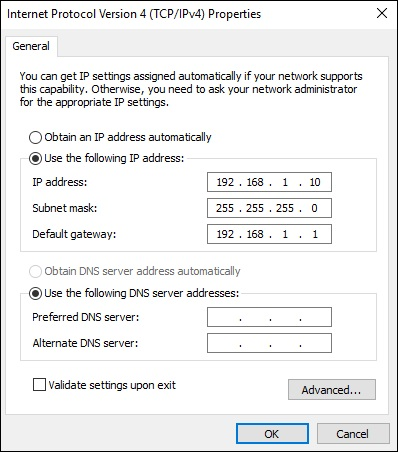 Internet Protocol Version 4 (TCP/IPv4) Properties
General
You can get IP settings assigned automatically if your network supports
this capability. Otherwise, you need to ask your network administrator
for the appropriate IP settings.
Obtain an IP address automatically
Use the following IP address:
IP address: 192 . 168 . 1 . 10
Subnet mask: 255 . 255 . 255 . 0
Default gateway: 192 . 168 . 1 . 1
Obtain DNS server address automatically
Use the following DNS server addresses:
Preferred DNS server: . . .
Alternate DNS server: . . .
Validate settings upon exit
Advanced...
OK Cancel